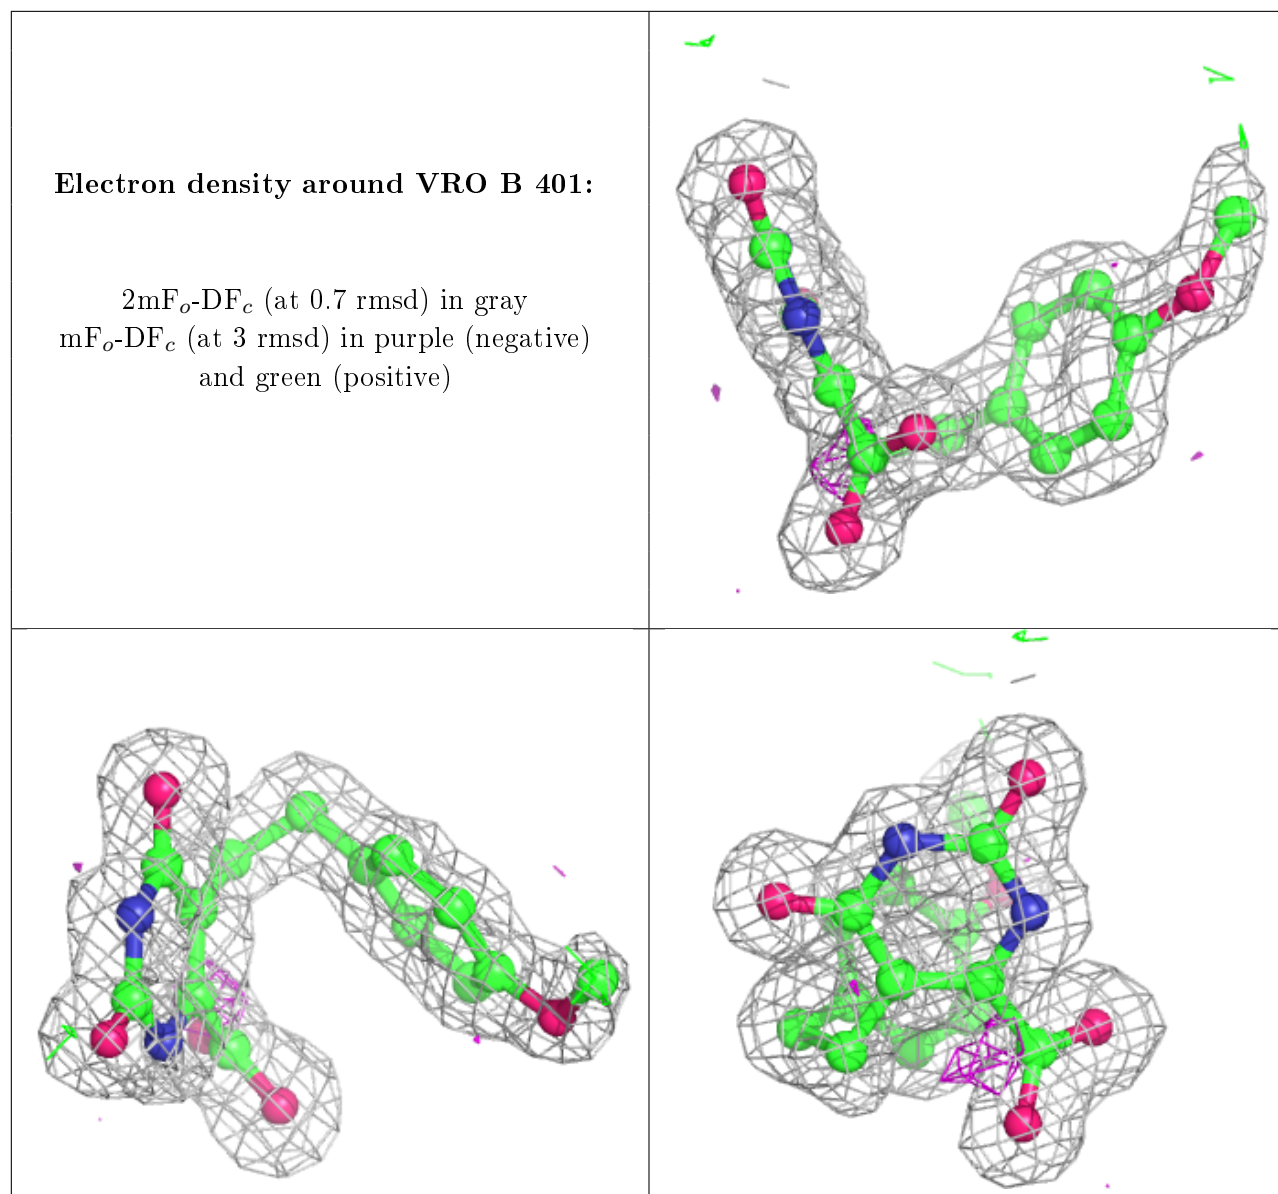 Electron density around VRO B 401:
2mFₒ-DF𝒸 (at 0.7 rmsd) in gray
mFₒ-DF𝒸 (at 3 rmsd) in purple (negative)
and green (positive)